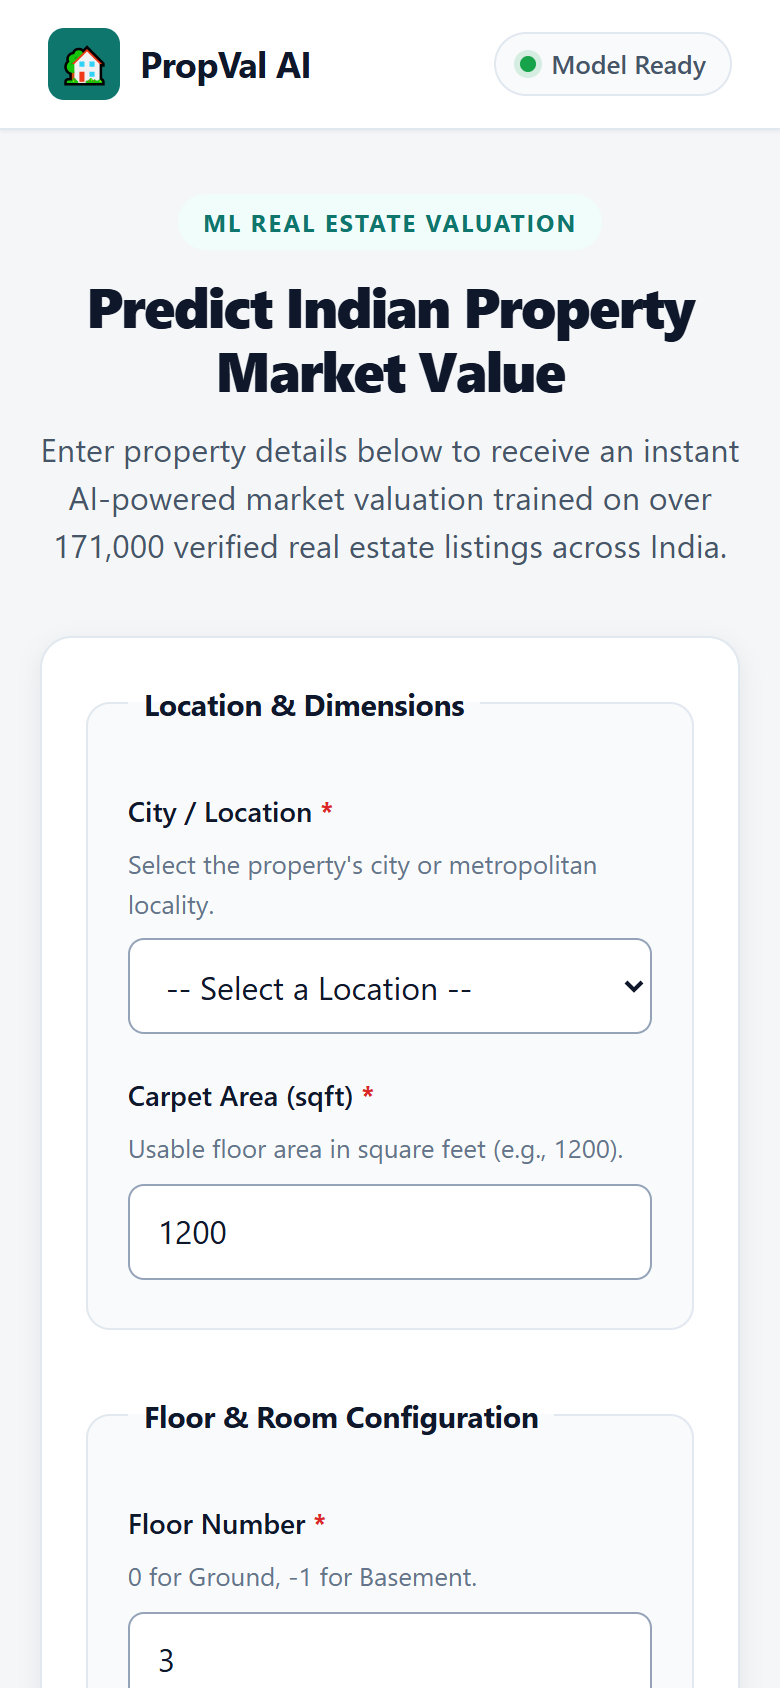 PropVal AI
Model Ready
ML REAL ESTATE VALUATION
Predict Indian Property
Market Value
Enter property details below to receive an instant
AI-powered market valuation trained on over
171,000 verified real estate listings across India.
Location & Dimensions
City / Location *
Select the property's city or metropolitan
locality.
-- Select a Location --
Carpet Area (sqft) *
Usable floor area in square feet (e.g., 1200).
1200
Floor & Room Configuration
Floor Number *
0 for Ground, -1 for Basement.
3